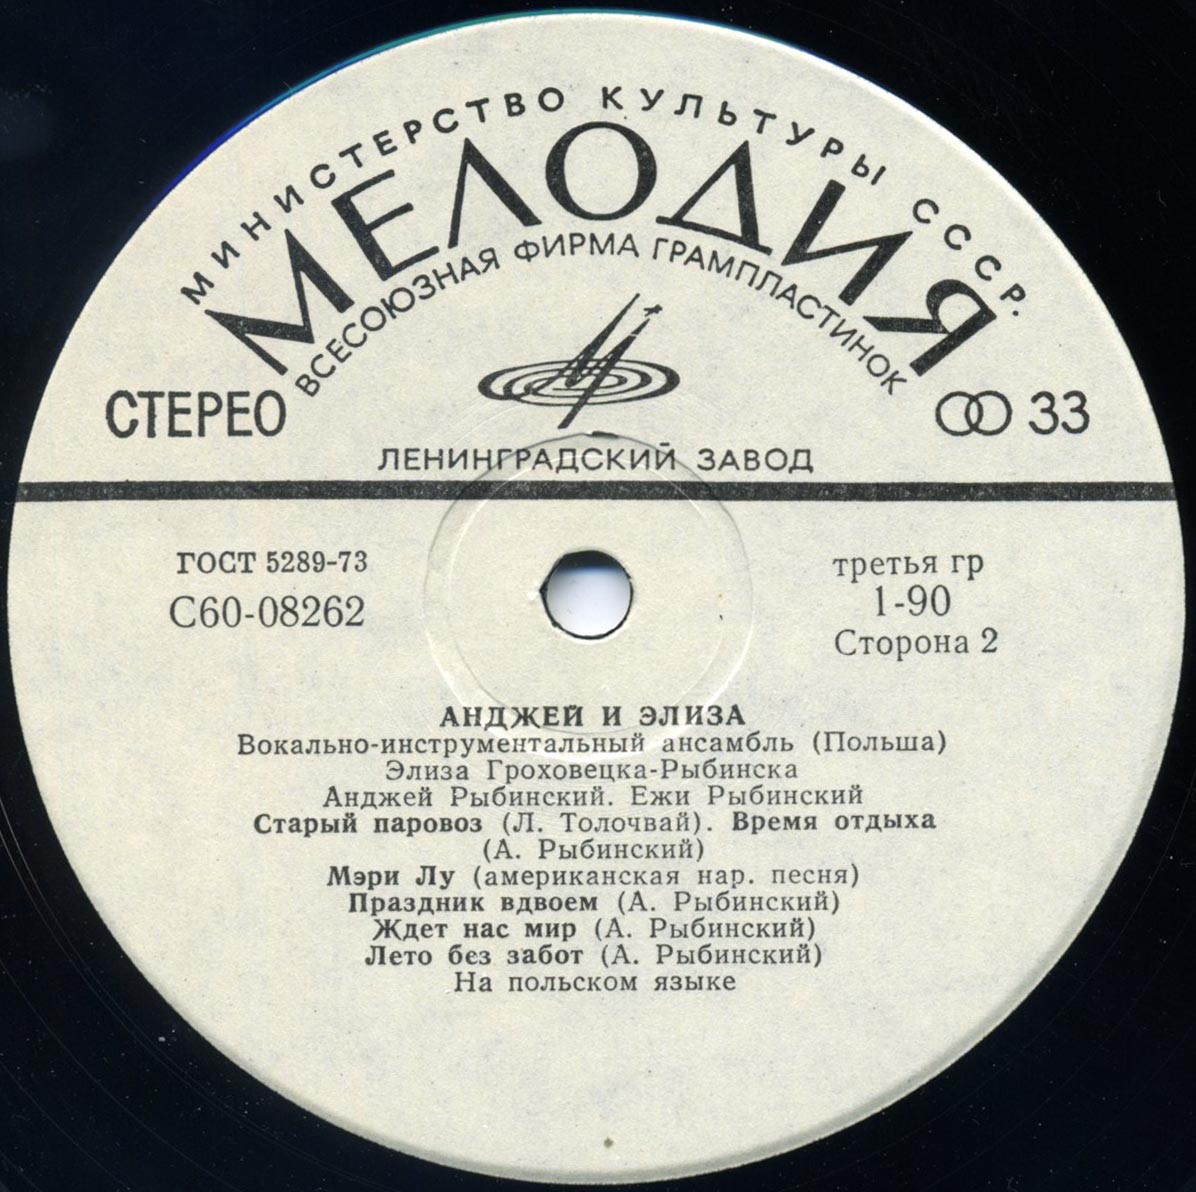 МИНИСТЕРСТВО КУЛЬТУРЫ СССР.
МЕЛОДИЯ
ВСЕСОЮЗНАЯ ФИРМА ГРАМПЛАСТИНОК
СТЕРЕО
33
ЛЕНИНГРАДСКИЙ ЗАВОД
ГОСТ 5289-73
С60-08262
третья гр
1-90
Сторона 2
АНДЖЕЙ И ЭЛИЗА
Вокально-инструментальный ансамбль (Польша)
Элиза Гроховецка-Рыбинска
Анджей Рыбинский. Ежи Рыбинский
Старый паровоз (Л. Толочвай). Время отдыха
(А. Рыбинский)
Мэри Лу (американская нар. песня)
Праздник вдвоем (А. Рыбинский)
Ждет нас мир (А. Рыбинский)
Лето без забот (А. Рыбинский)
На польском языке